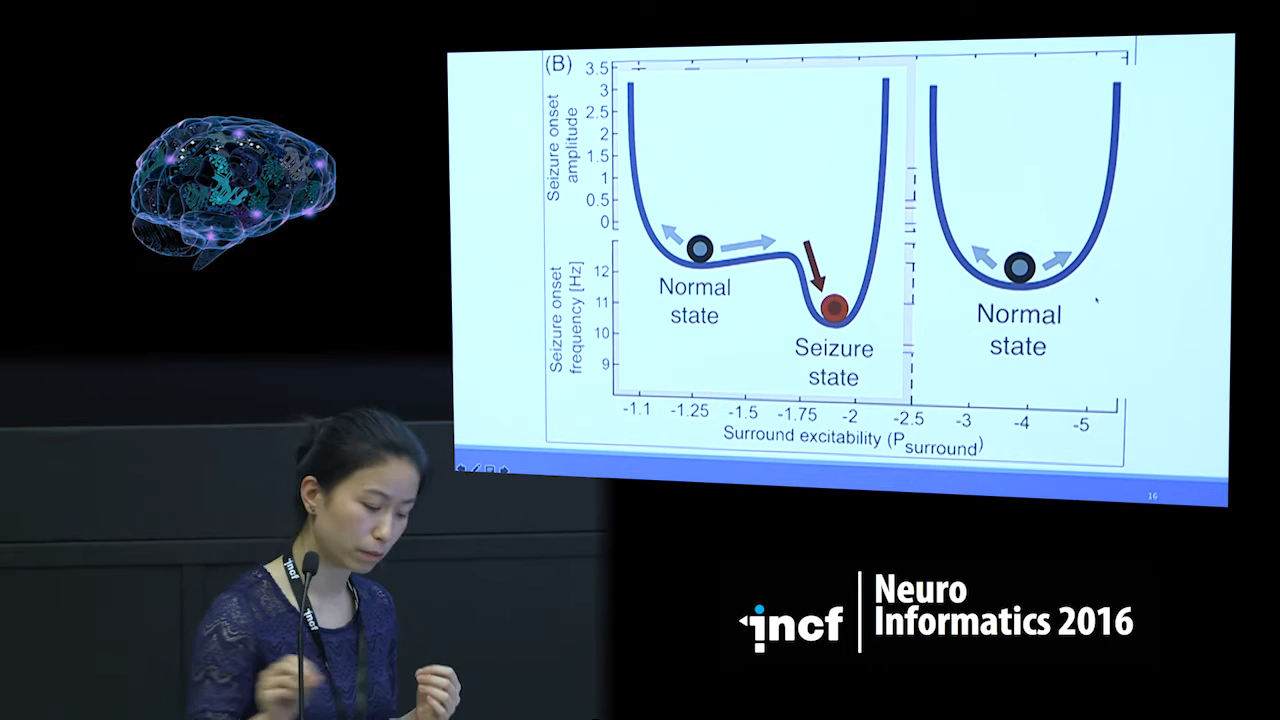 (B)
Seizure onset
amplitude
3.5
3
2.5
2
1.5
1
0.5
0
Seizure onset
frequency [Hz]
12
11
10
9
Normal
state
Seizure
state
Normal
state
-1.1 -1.25 -1.5 -1.75 -2 -2.5 -3 -4 -5
Surround excitability (Psurround)
16
incf
incf
incf
Neuro
Informatics 2016